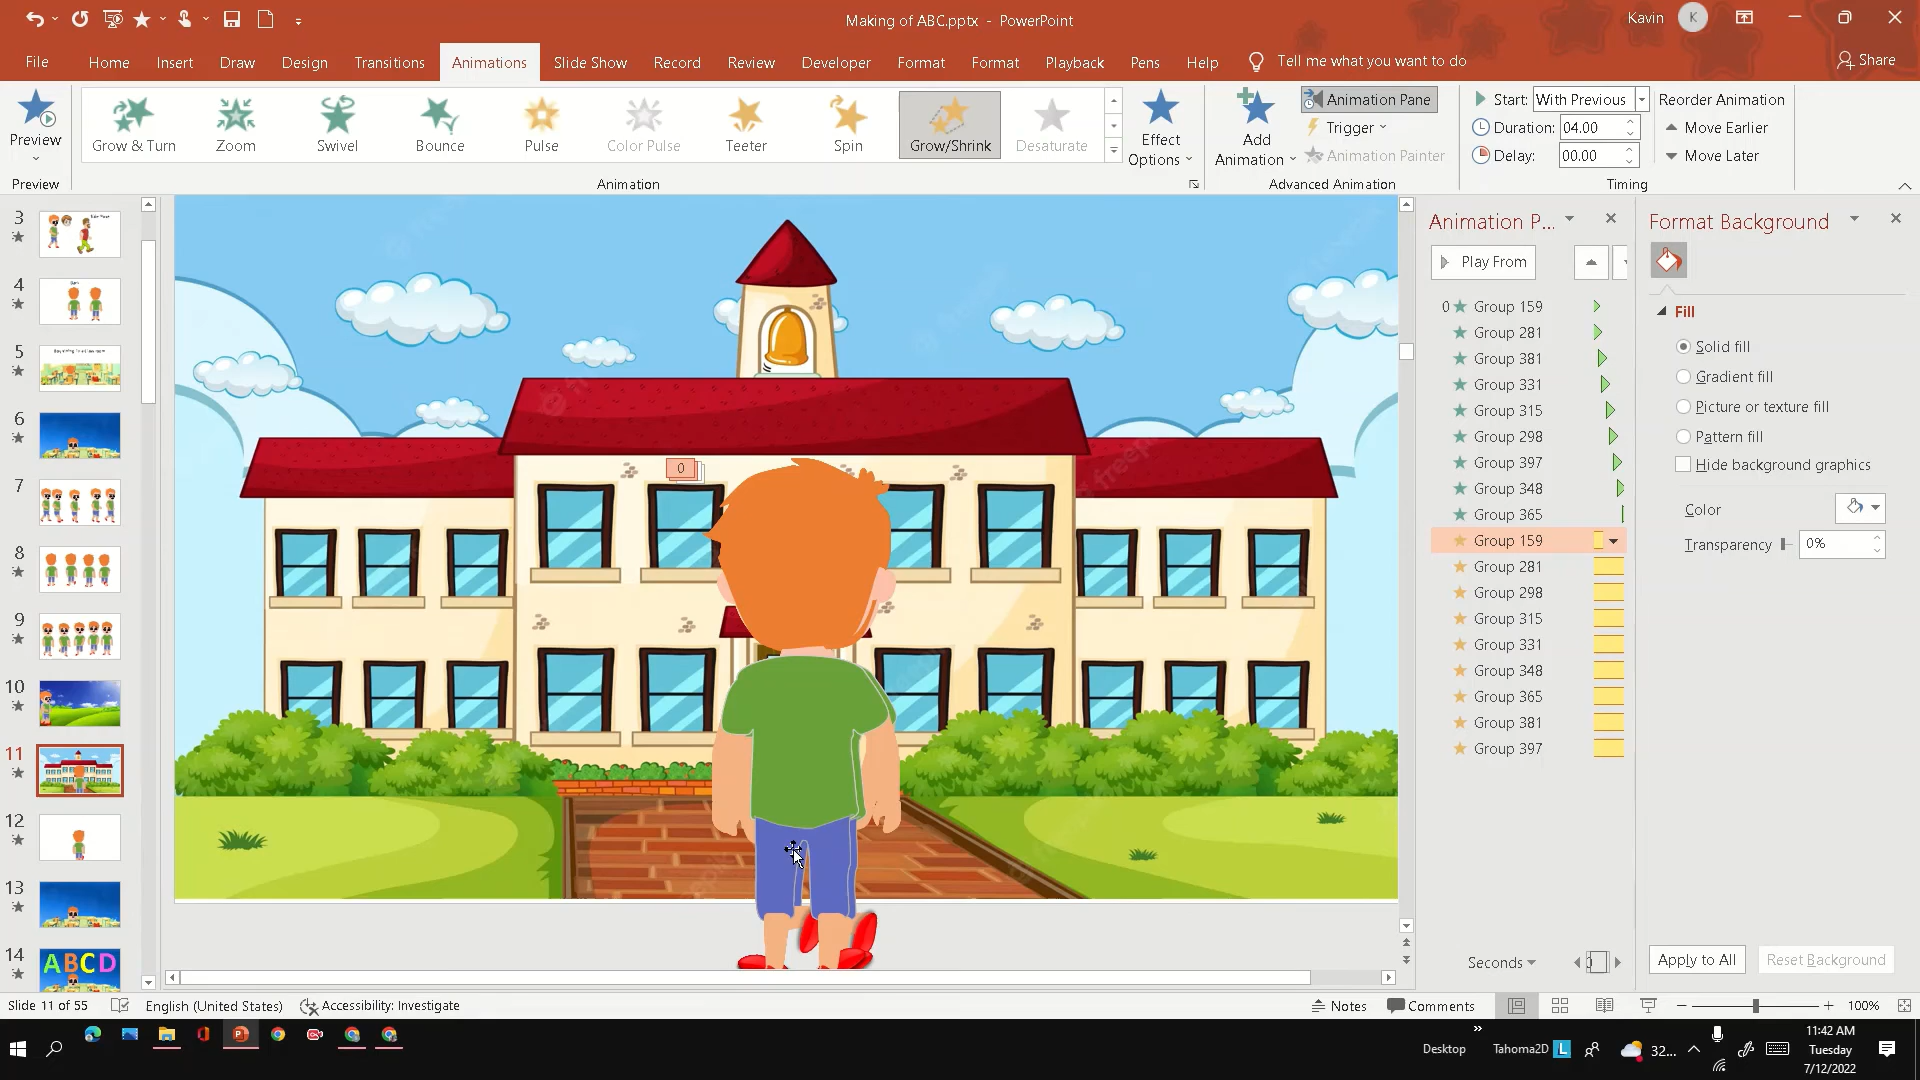 Making of ABC.pptx - PowerPoint
Kavin
K
File
Home
Insert
Draw
Design
Transitions
Animations
Slide Show
Record
Review
Developer
Format
Format
Playback
Pens
Help
Tell me what you want to do
Share
Preview
Grow & Turn
Zoom
Swivel
Bounce
Pulse
Color Pulse
Teeter
Spin
Grow/Shrink
Desaturate
Effect
Options
Add
Animation
Animation Pane
Trigger
Animation Painter
Start: With Previous
Duration: 04.00
Delay: 00.00
Reorder Animation
Move Earlier
Move Later
Preview
Animation
Advanced Animation
Timing
3
4
5
6
7
8
9
10
11
12
13
14
ABCD
0
Animation P...
Play From
0 Group 159
Group 281
Group 381
Group 331
Group 315
Group 298
Group 397
Group 348
Group 365
Group 159
Group 281
Group 298
Group 315
Group 331
Group 348
Group 365
Group 381
Group 397
Seconds
Format Background
Fill
Solid fill
Gradient fill
Picture or texture fill
Pattern fill
Hide background graphics
Color
Transparency
0%
Apply to All
Reset Background
Slide 11 of 55
English (United States)
Accessibility: Investigate
Notes
Comments
100%
Desktop
Tahoma2D
L
32...
11:42 AM
Tuesday
7/12/2022